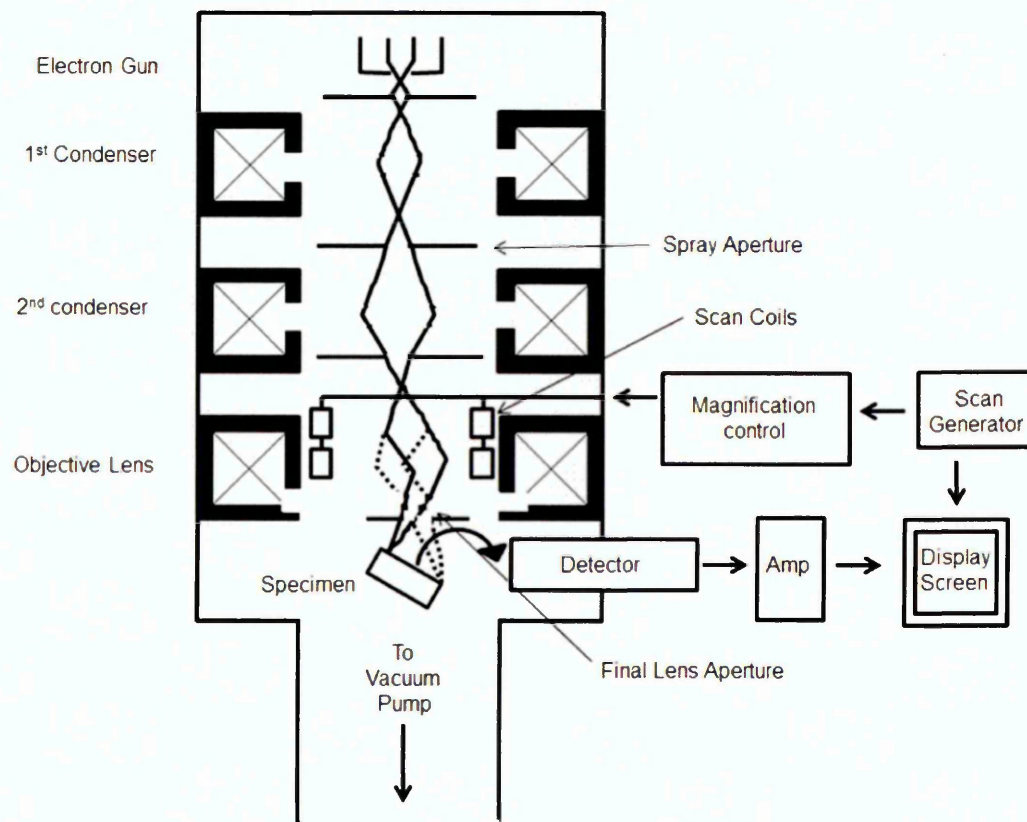 Electron Gun
1st Condenser
Spray Aperture
2nd condenser
Scan Coils
Magnification
control
Scan
Generator
Objective Lens
Specimen
Detector
Amp
Display
Screen
Final Lens Aperture
To
Vacuum
Pump